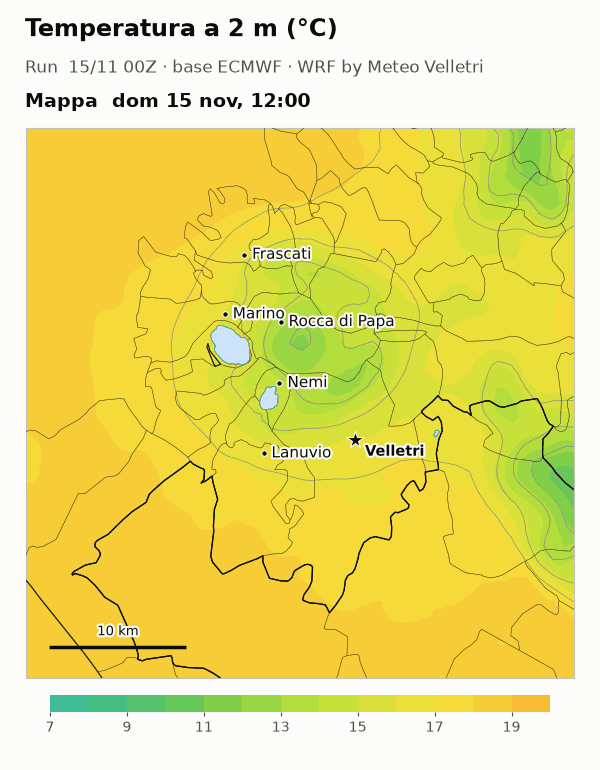 Temperatura a 2 m (°C)
Run  15/11 00Z · base ECMWF · WRF by Meteo Velletri
Mappa  dom 15 nov, 12:00
Frascati
Marino
Rocca di Papa
Nemi
Velletri
Lanuvio
10 km
7 9 11 13 15 17 19